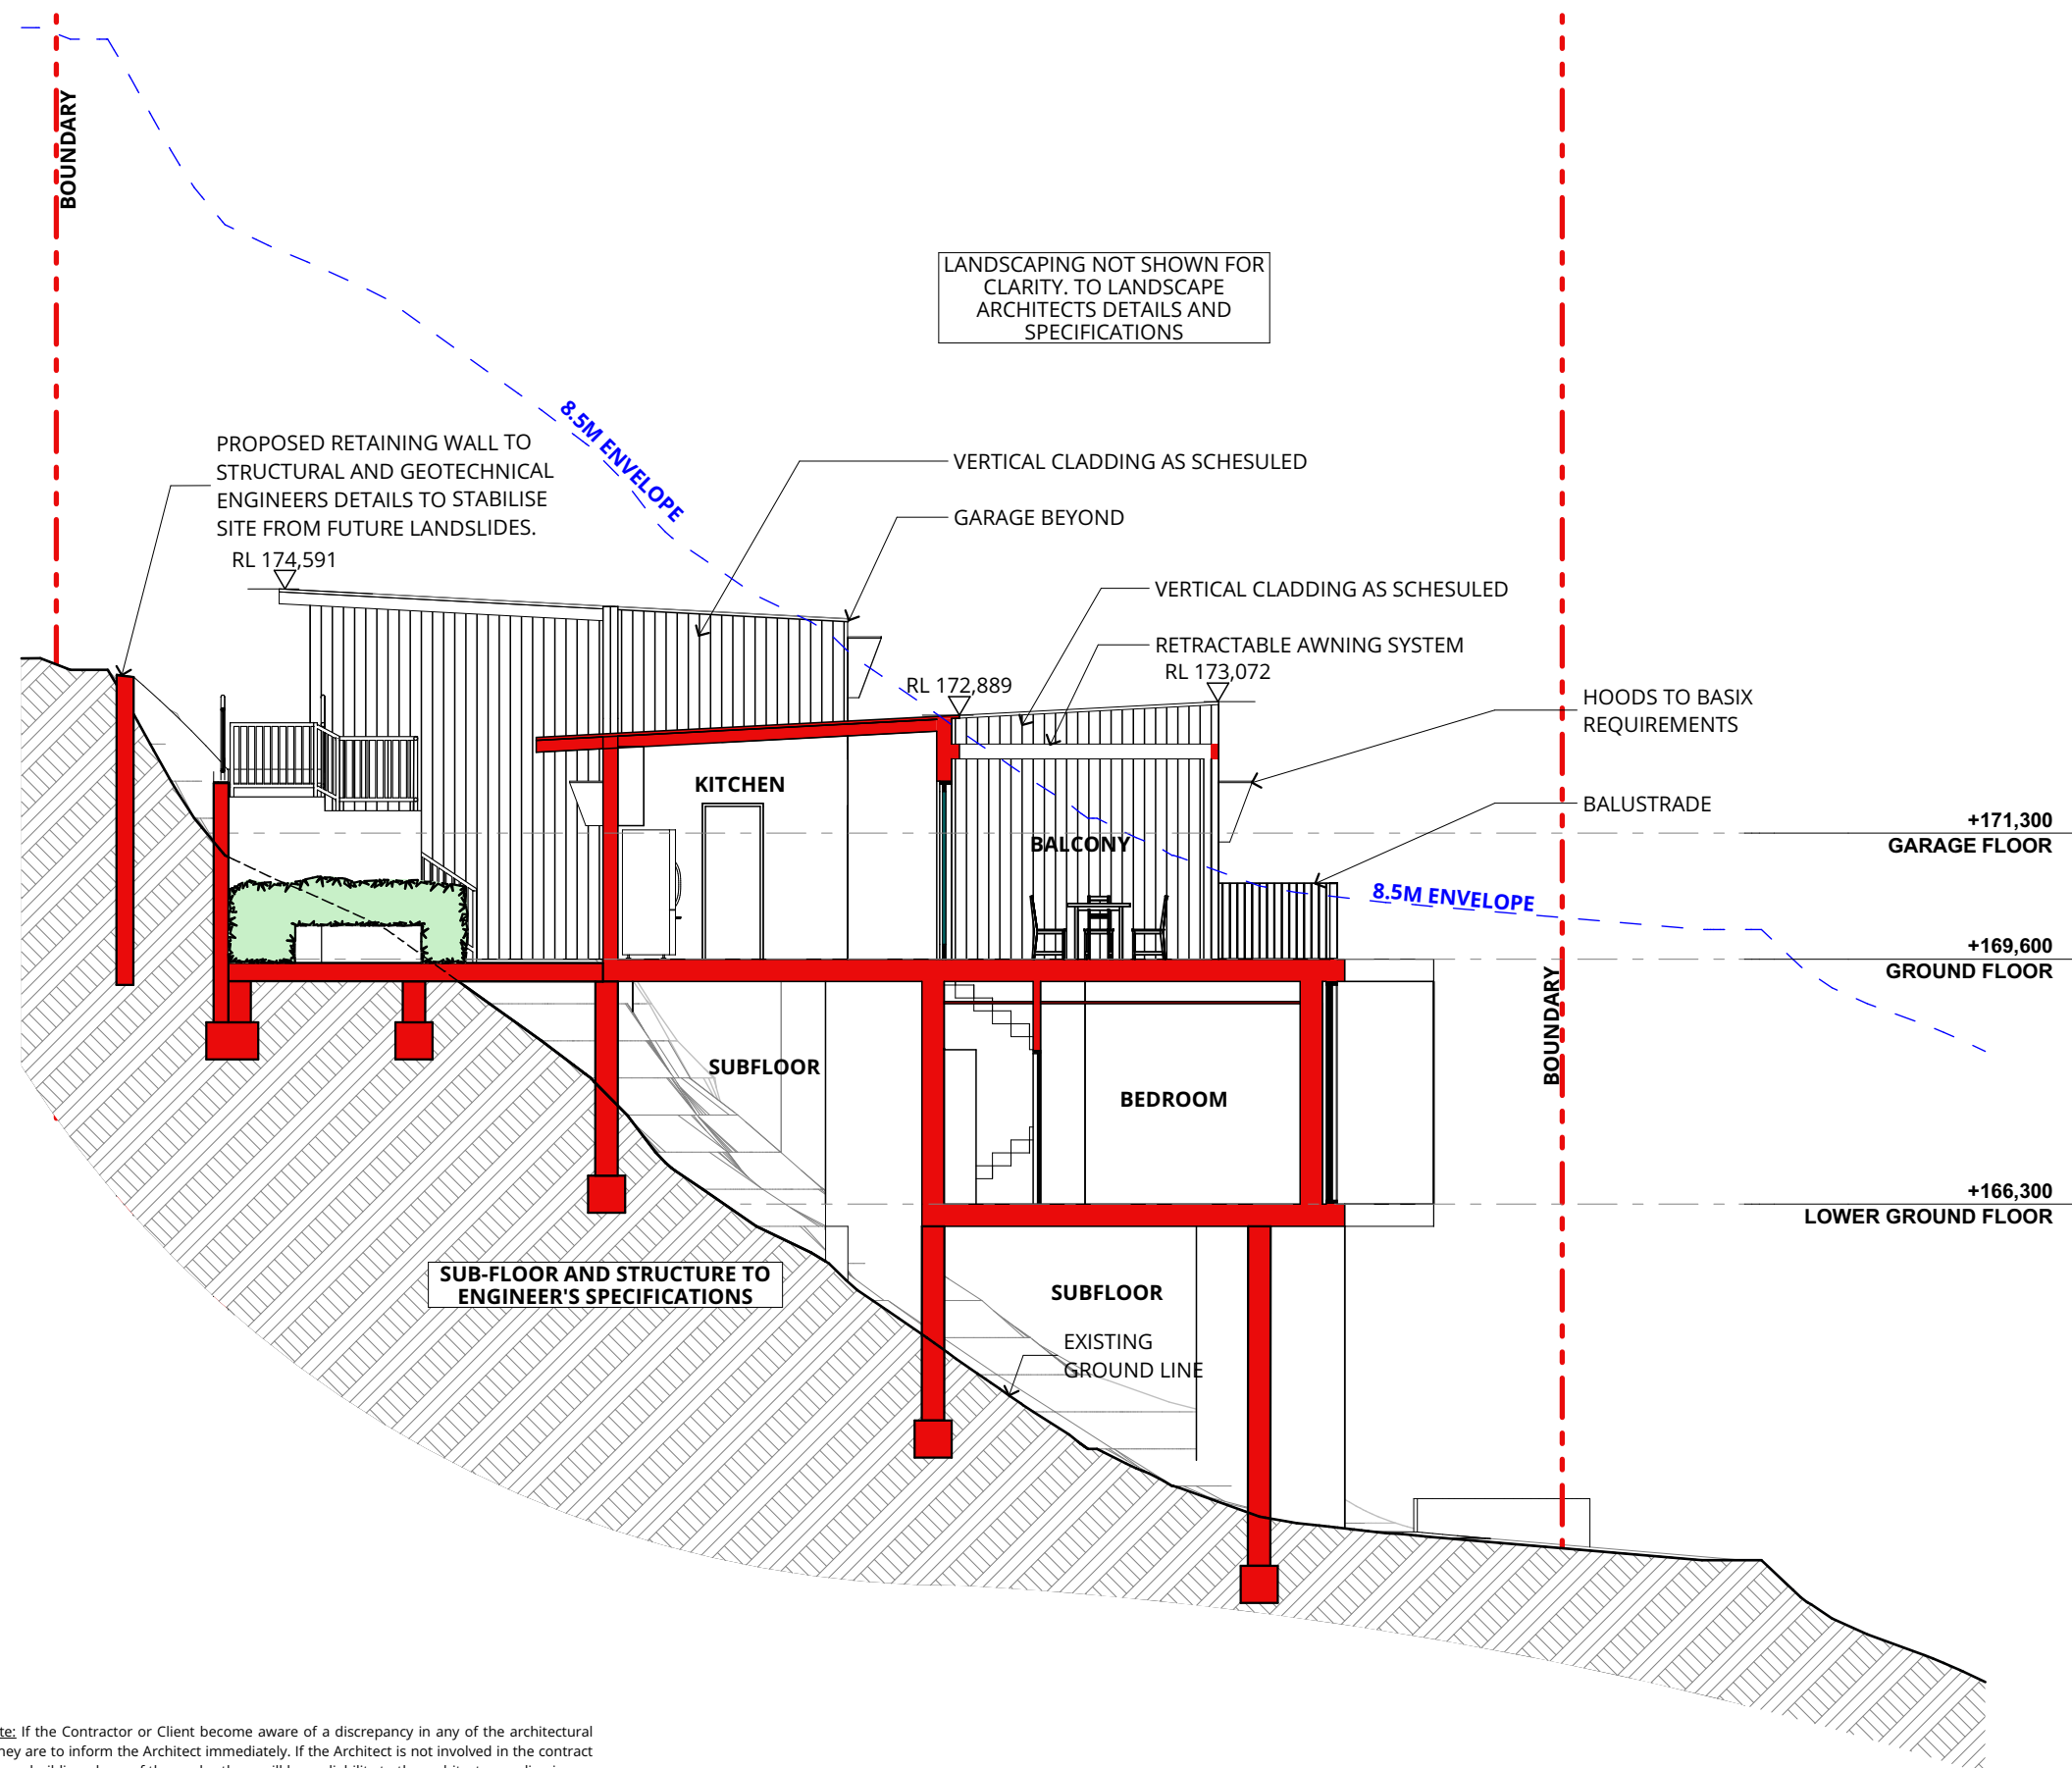 BOUNDARY
LANDSCAPING NOT SHOWN FOR
CLARITY. TO LANDSCAPE
ARCHITECTS DETAILS AND
SPECIFICATIONS
8.5M ENVELOPE
PROPOSED RETAINING WALL TO
STRUCTURAL AND GEOTECHNICAL
ENGINEERS DETAILS TO STABILISE
SITE FROM FUTURE LANDSLIDES.
RL 174,591
VERTICAL CLADDING AS SCHESULED
GARAGE BEYOND
VERTICAL CLADDING AS SCHESULED
RETRACTABLE AWNING SYSTEM
RL 173,072
RL 172,889
HOODS TO BASIX
REQUIREMENTS
KITCHEN
BALUSTRADE
BALCONY
+171,300
GARAGE FLOOR
8.5M ENVELOPE
+169,600
GROUND FLOOR
BOUNDARY
SUBFLOOR
BEDROOM
+166,300
LOWER GROUND FLOOR
SUB-FLOOR AND STRUCTURE TO
ENGINEER'S SPECIFICATIONS
SUBFLOOR
EXISTING
GROUND LINE
If the Contractor or Client become aware of a discrepancy in any of the architectural
are to inform the Architect immediately. If the Architect is not involved in the contract